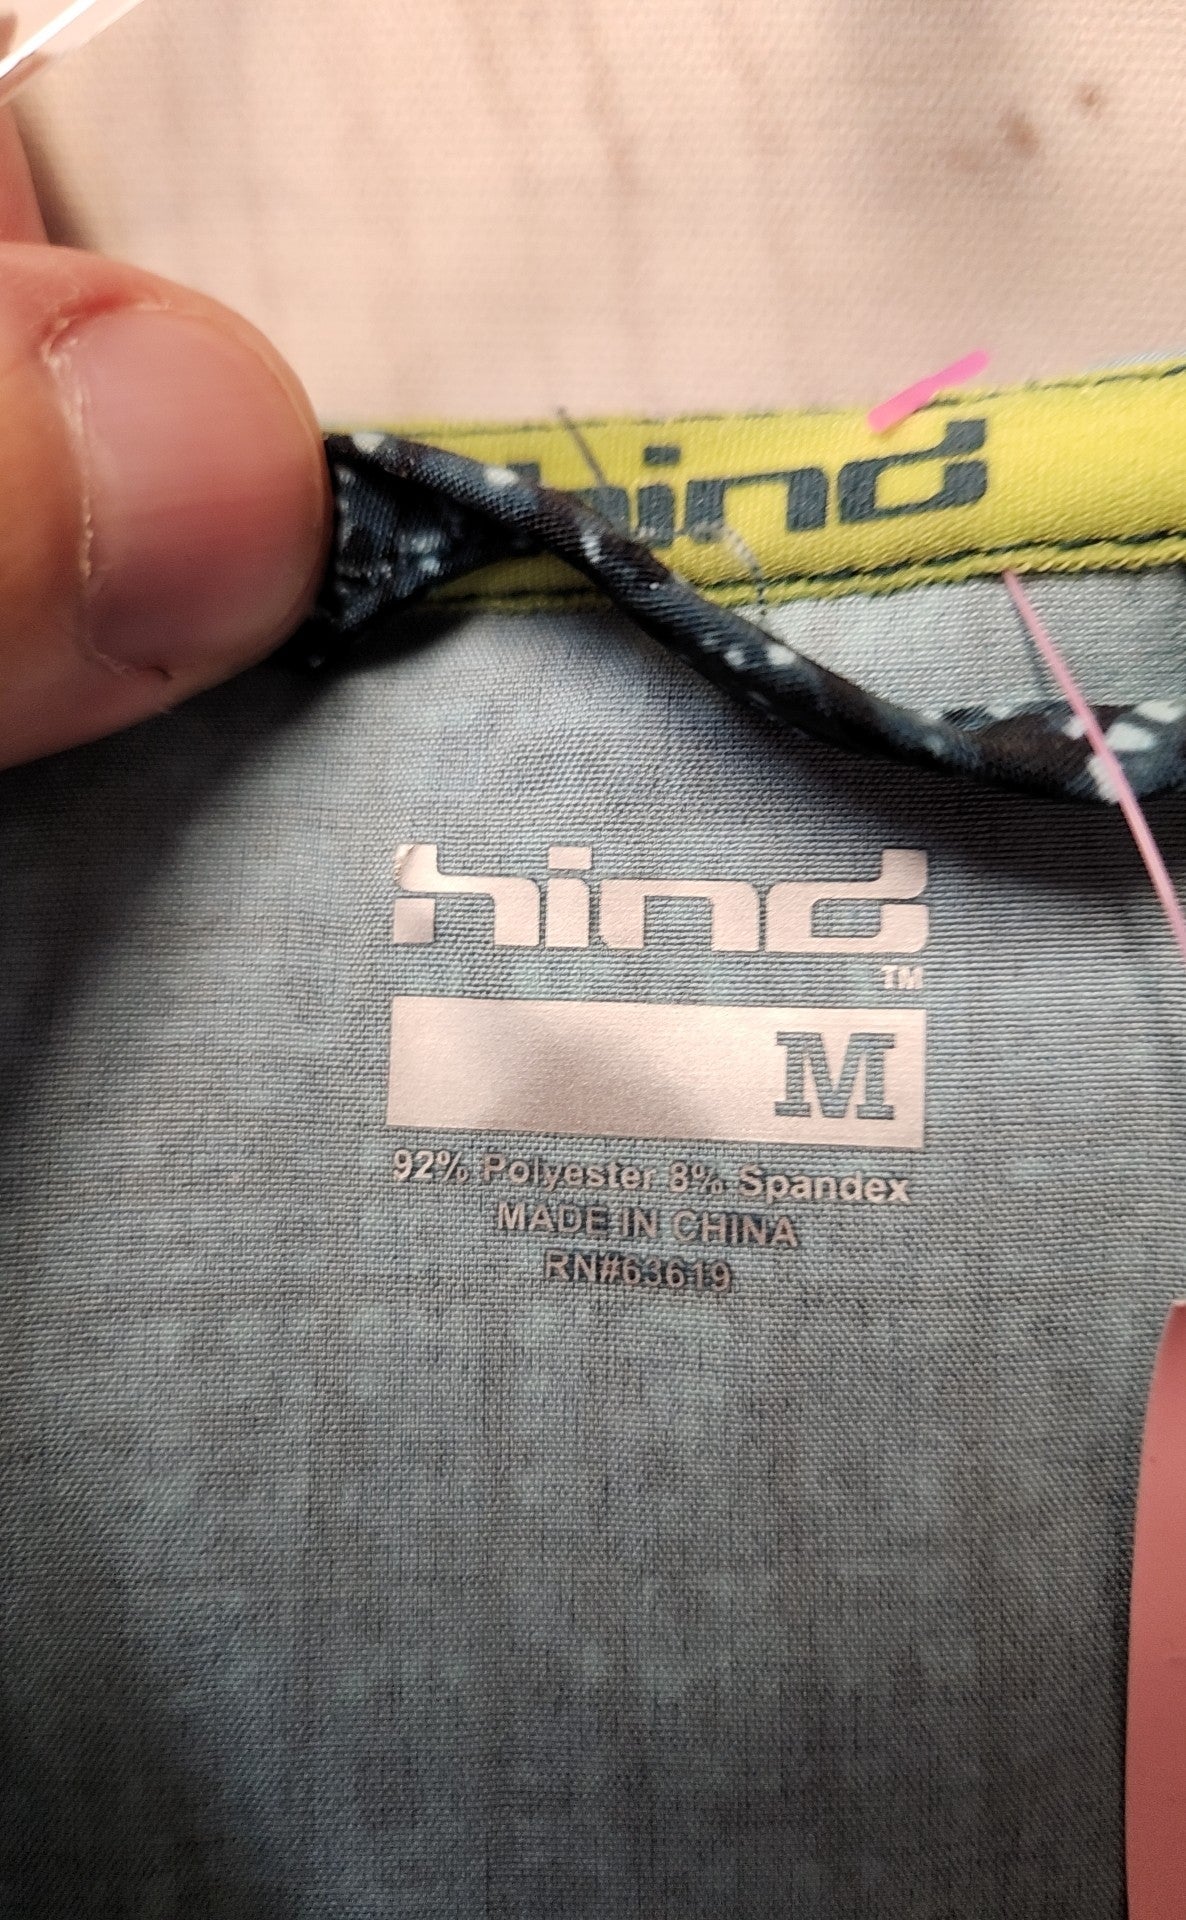 hind
hind
TM
M
92% Polyester 8% Spandex
MADE IN CHINA
RN#63619